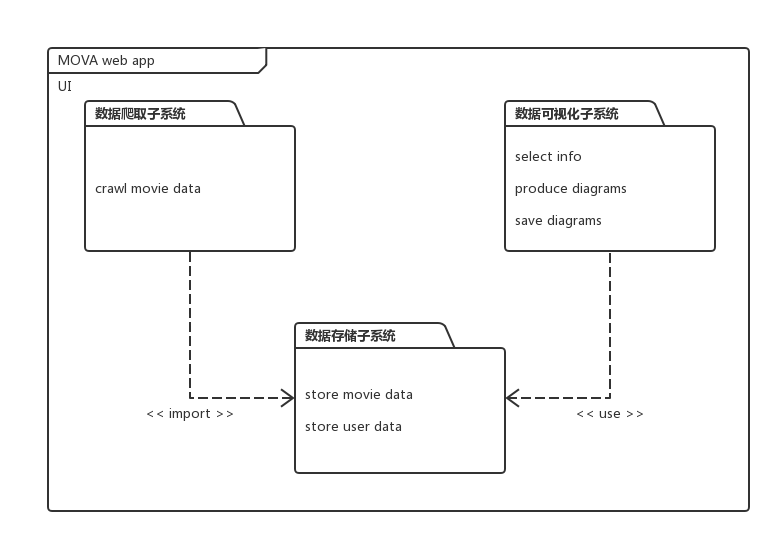 MOVA web app
UI
数据爬取子系统
crawl movie data
数据可视化子系统
select info
produce diagrams
save diagrams
数据存储子系统
store movie data
store user data
<< import >>
<< use >>